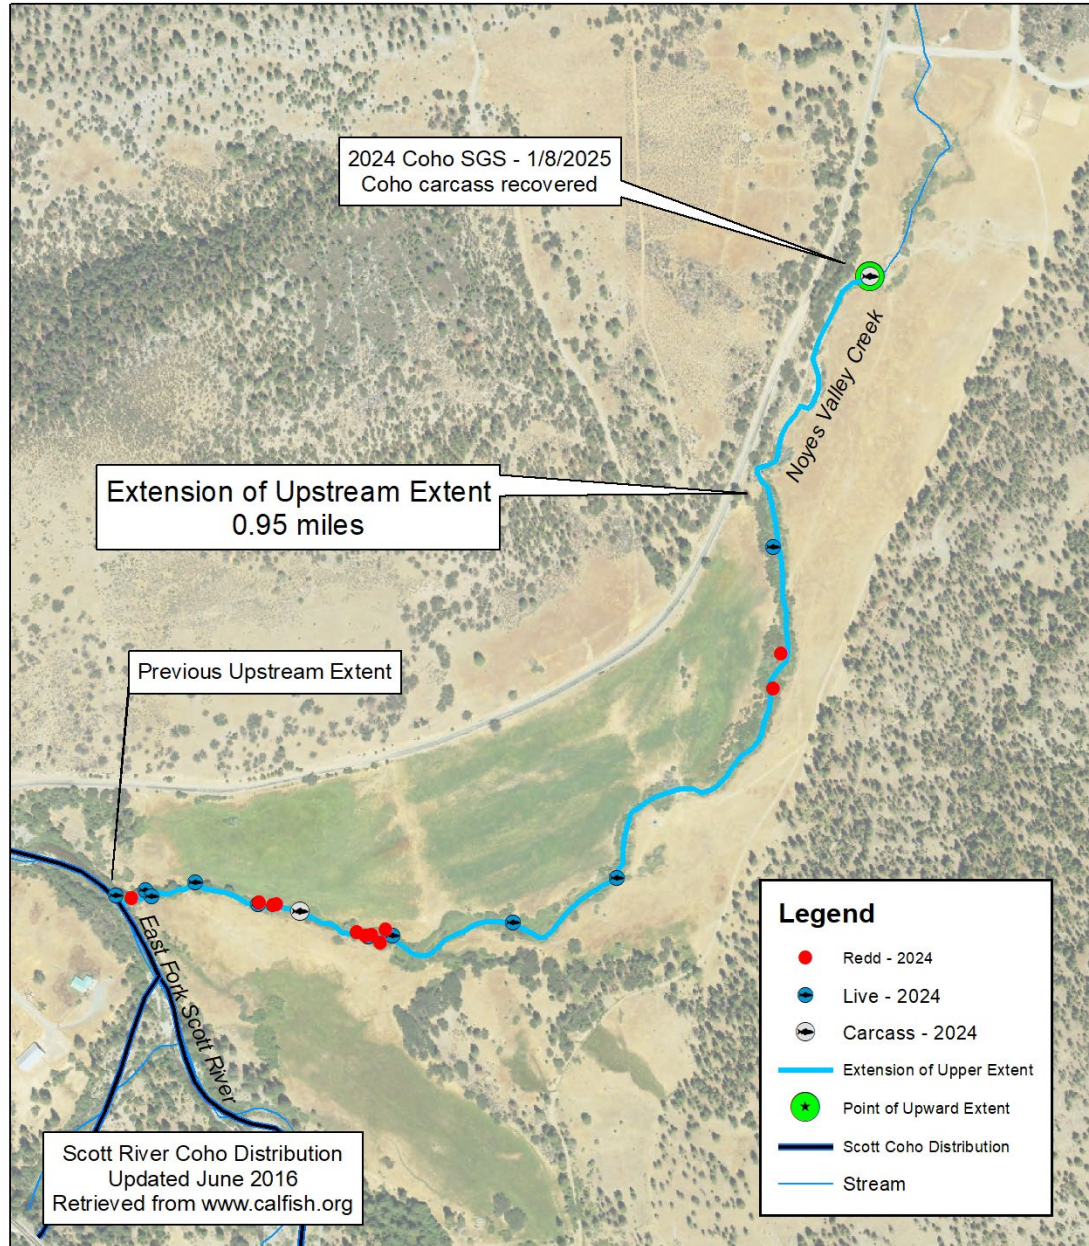 2024 Coho SGS - 1/8/2025
Coho carcass recovered
Noyes Valley Creek
Extension of Upstream Extent
0.95 miles
Previous Upstream Extent
East Fork Scott River
Legend
Redd - 2024
Live - 2024
Carcass - 2024
Extension of Upper Extent
Point of Upward Extent
Scott Coho Distribution
Stream
Scott River Coho Distribution
Updated June 2016
Retrieved from www.calfish.org